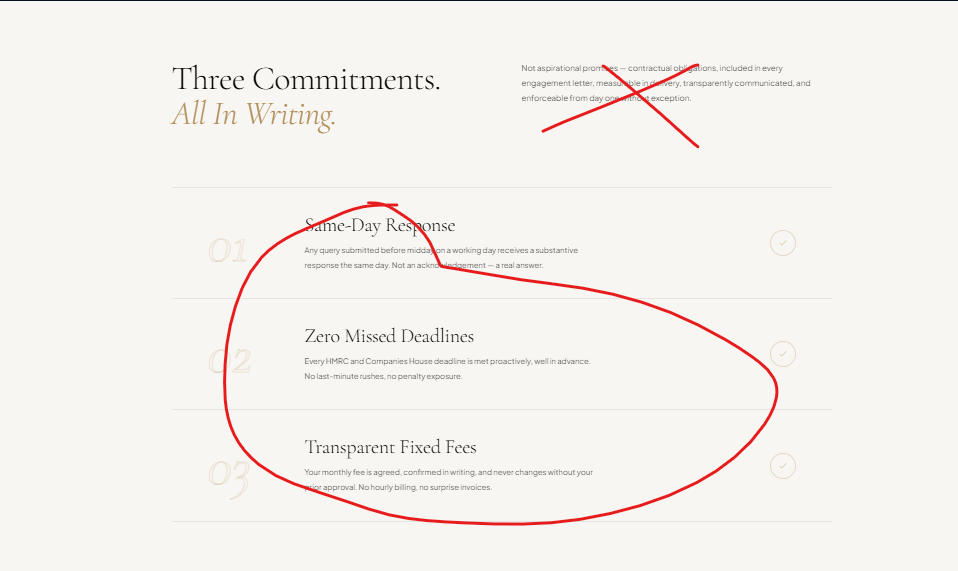 Three Commitments.
All In Writing.
Not aspirational promises — contractual obligations, included in every
engagement letter, measurable in delivery, transparently communicated, and
enforceable from day one without exception.
01
Same-Day Response
Any query submitted before midday on a working day receives a substantive
response the same day. Not an acknowledgement — a real answer.
02
Zero Missed Deadlines
Every HMRC and Companies House deadline is met proactively, well in advance.
No last-minute rushes, no penalty exposure.
03
Transparent Fixed Fees
Your monthly fee is agreed, confirmed in writing, and never changes without your
prior approval. No hourly billing, no surprise invoices.